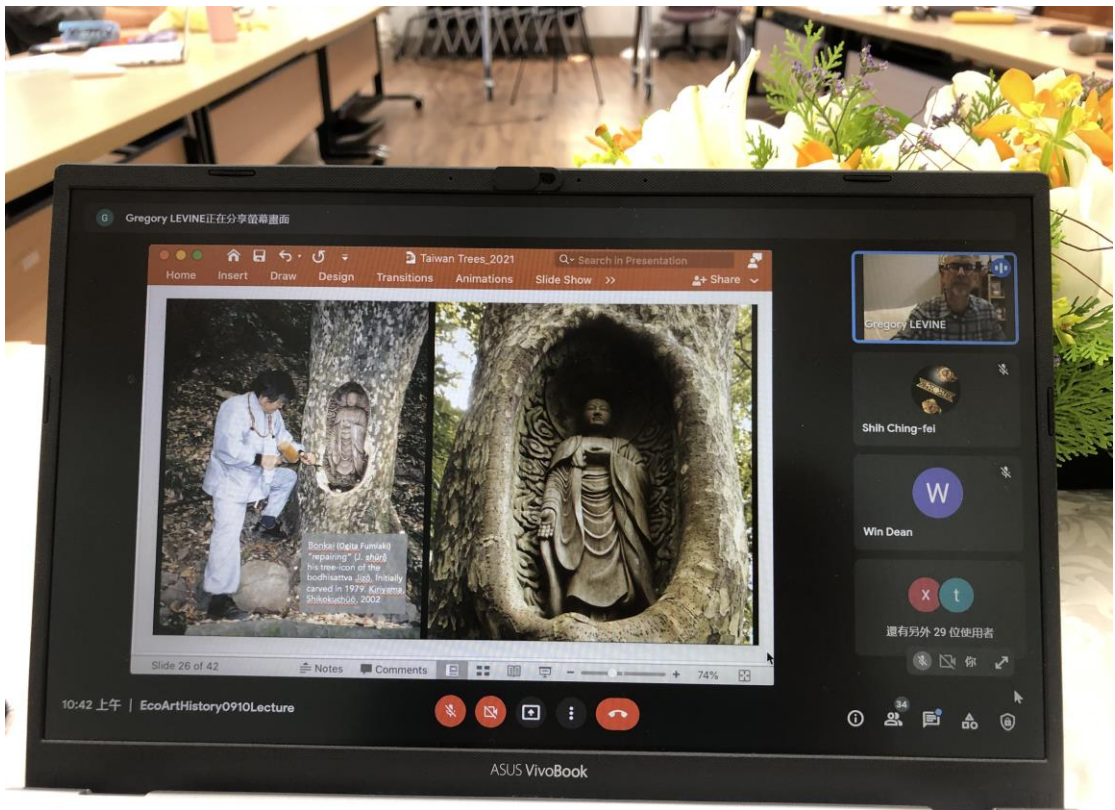 G Gregory LEVINE正在分享螢幕畫面
Taiwan Trees_2021
Search in Presentation
Home Insert Draw Design Transitions Animations Slide Show >> Share
Bonkai (Ogita Fumiaki)
"repairing" (J. shūri)
his tree-icon of the
bodhisattva Jizō. Initially
carved in 1979. Kiriyama,
Shikokuchūō, 2002
Slide 26 of 42 Notes Comments 74%
Gregory LEVINE
Shih Ching-fei
W
Win Dean
x t
還有另外 29 位使用者
你
10:42 上午 | EcoArtHistory0910Lecture
34
ASUS VivoBook